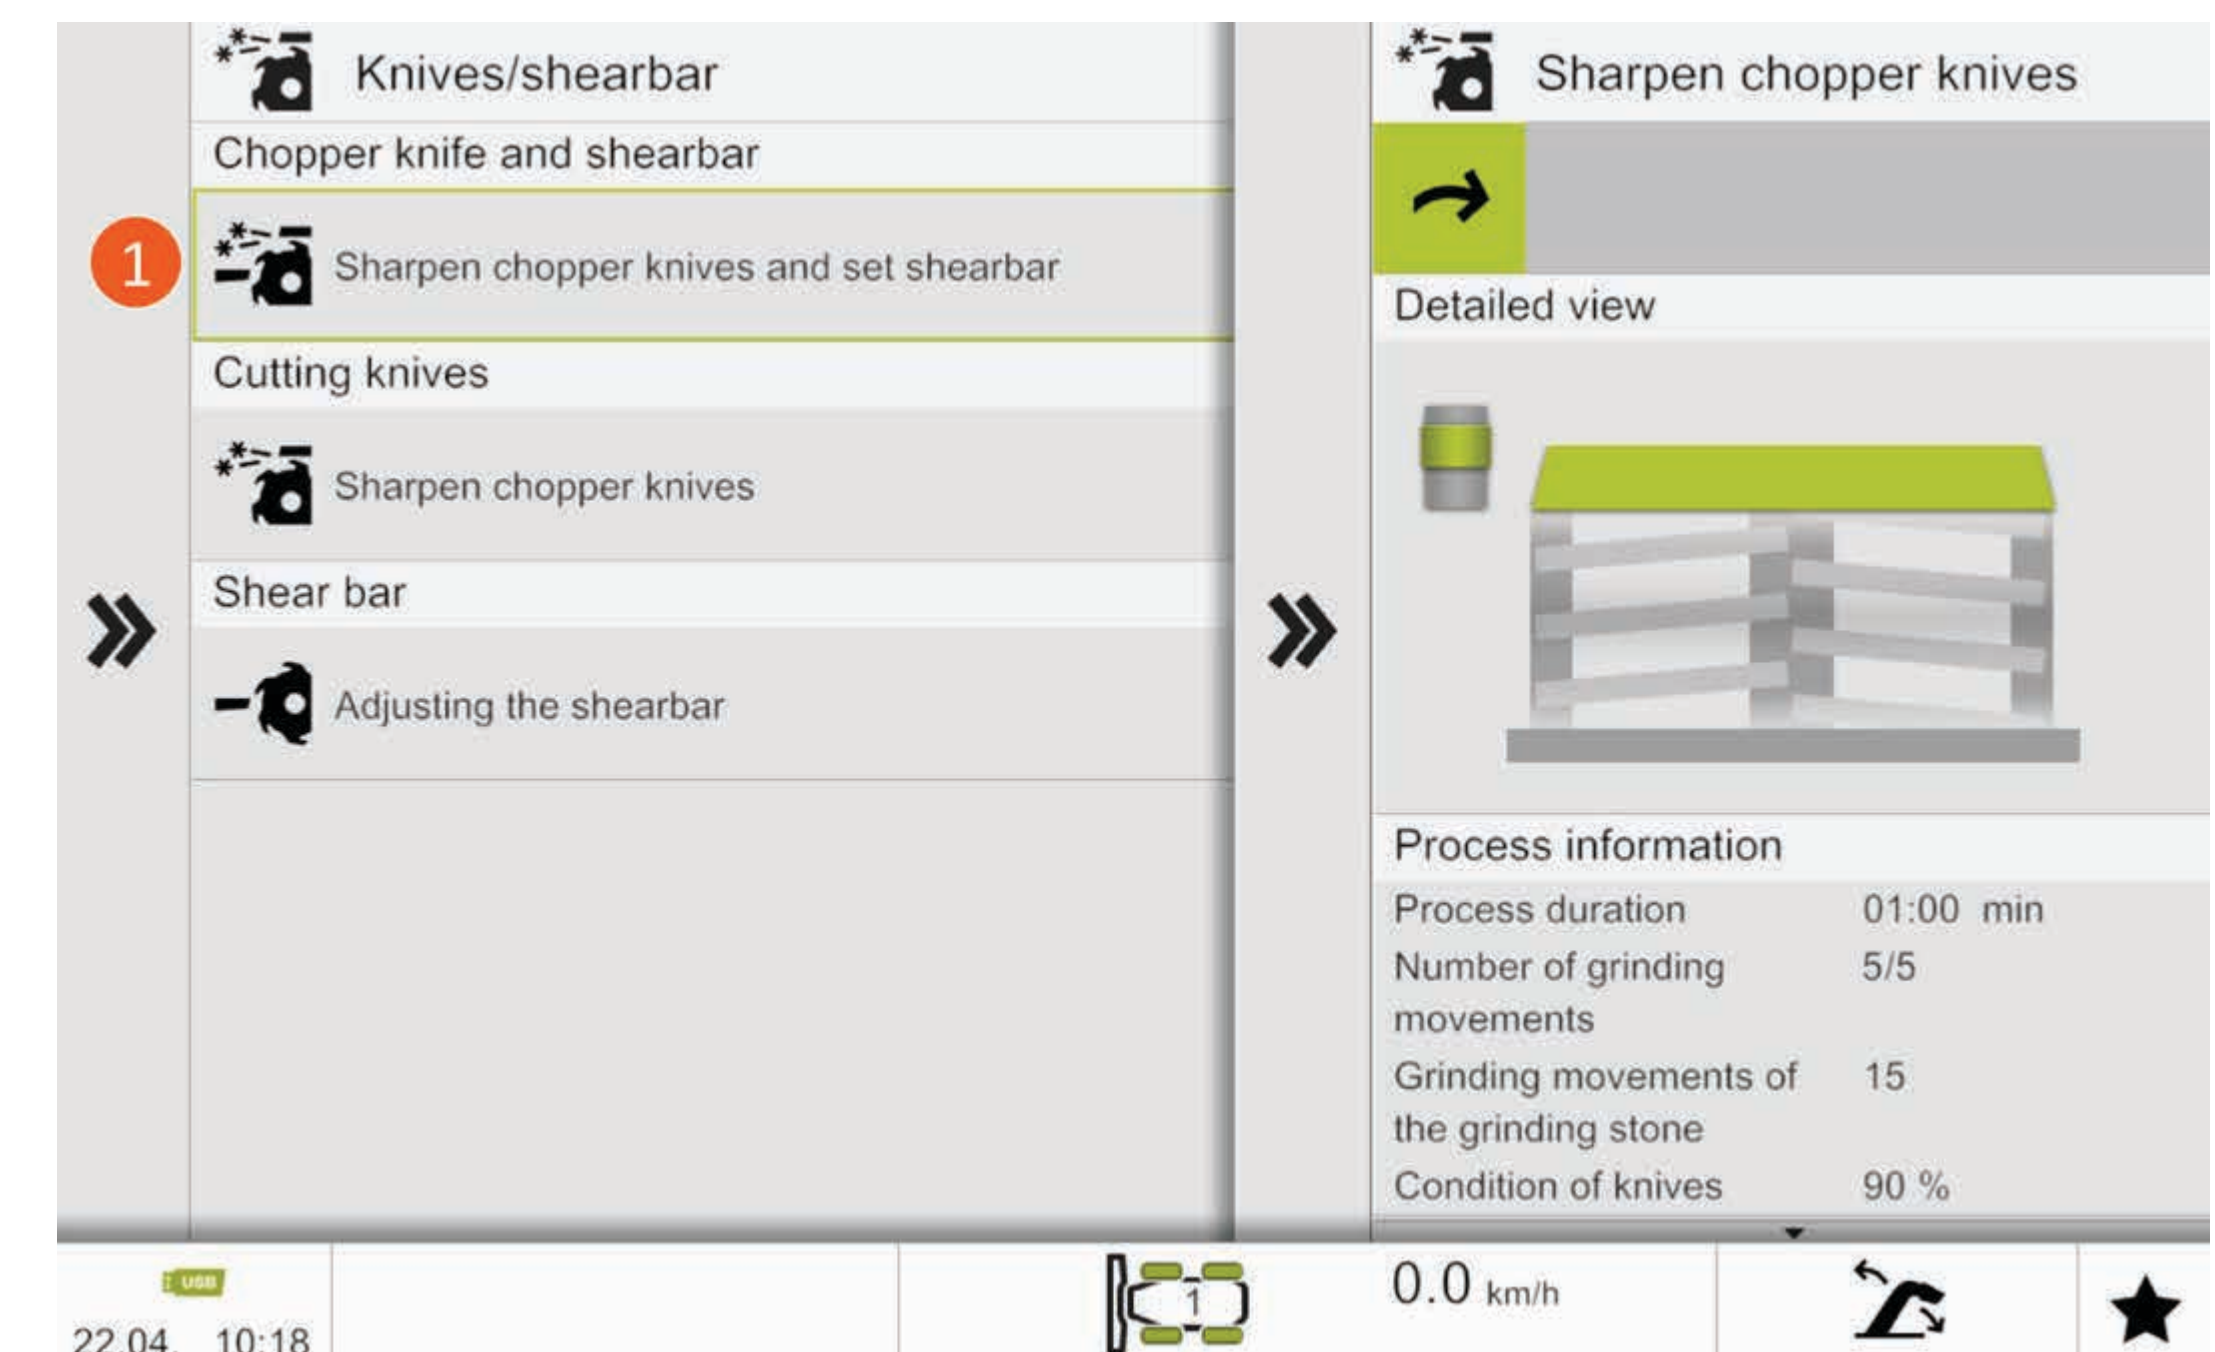 Knives/shearbar
Chopper knife and shearbar
1
Sharpen chopper knives and set shearbar
Cutting knives
Sharpen chopper knives
Shear bar
Adjusting the shearbar
Sharpen chopper knives
Detailed view
Process information
Process duration 01:00 min
Number of grinding 5/5
movements
Grinding movements of 15
the grinding stone
Condition of knives 90 %
USB
22.04. 10:18
1
0.0 km/h